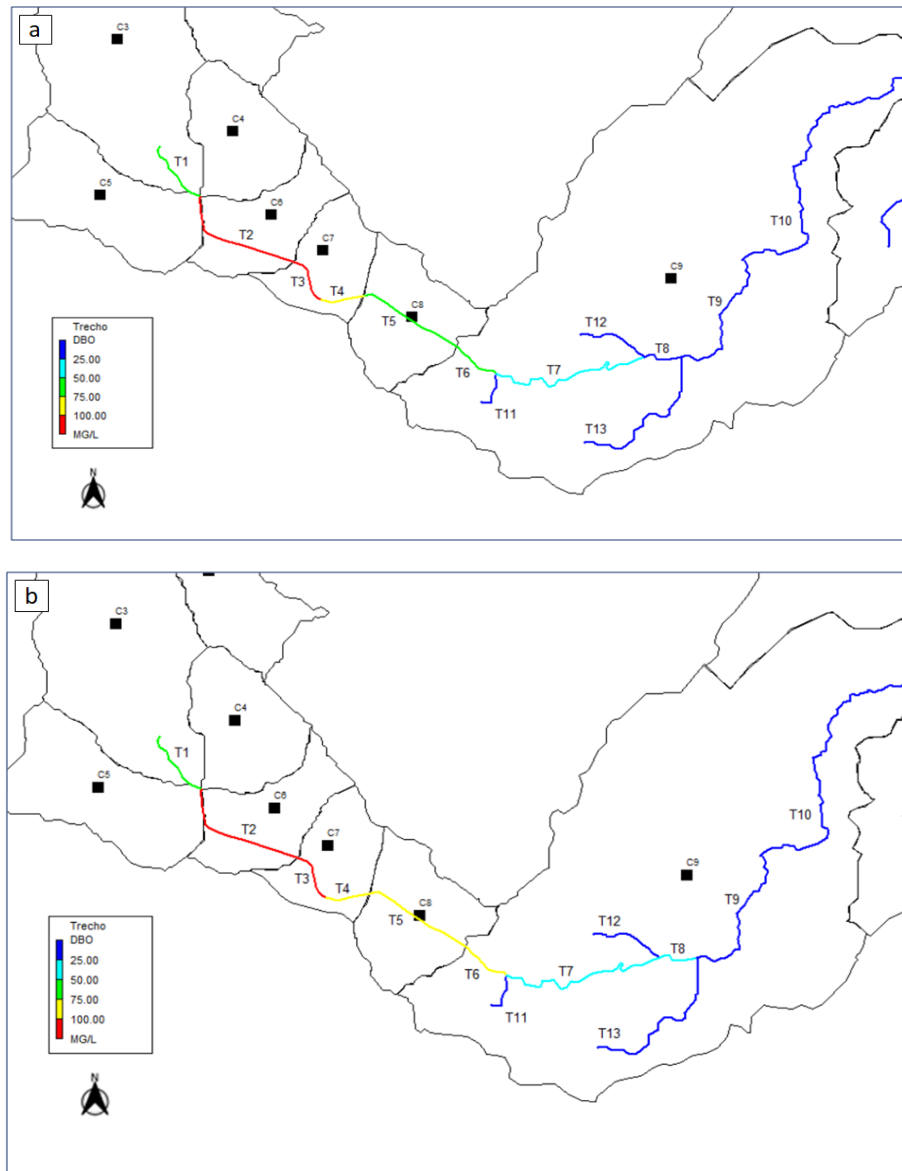 a
C3
C4
T1
C5
C6
T2
C7
T10
T3
T4
C9
C8
T9
Trecho
DBO
25.00
50.00
75.00
100.00
MG/L
T5
T12
T8
T6
T7
T11
T13
N
b
C3
C4
T1
C5
C6
T10
T2
C7
T3
T4
C9
T9
C8
T5
T12
Trecho
DBO
25.00
50.00
75.00
100.00
MG/L
T8
T6
T7
T11
T13
N